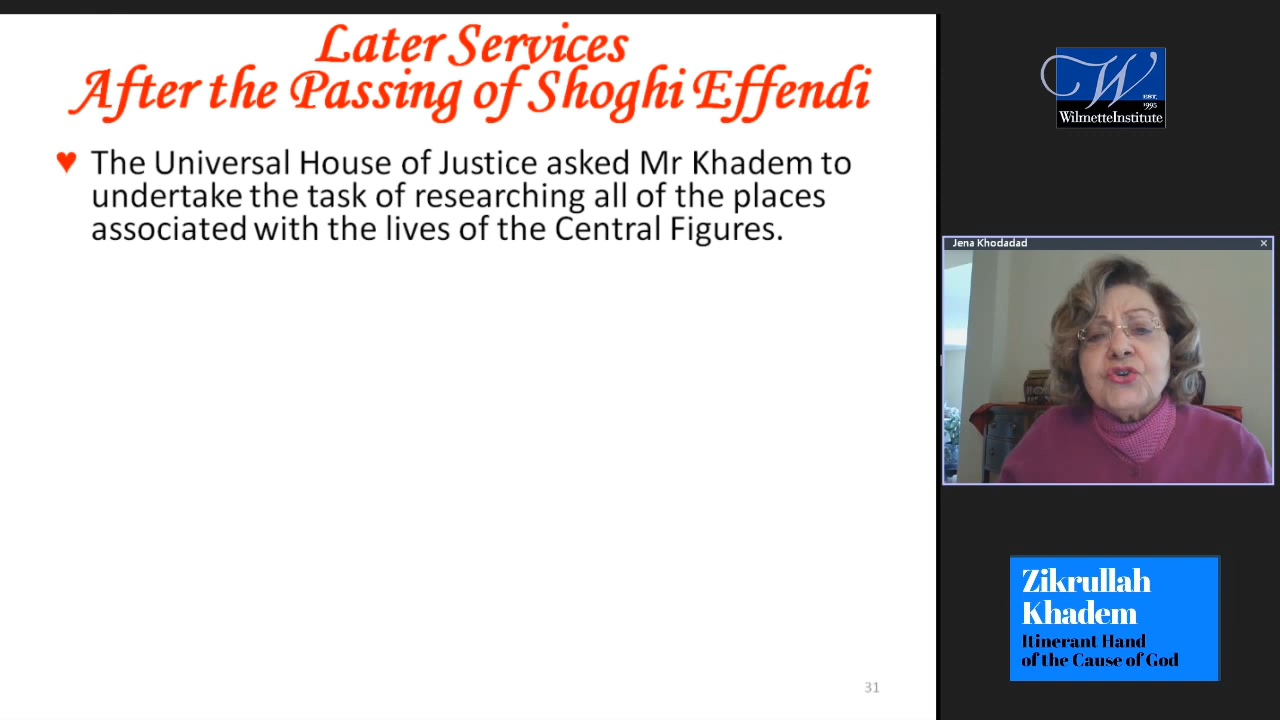 Later Services
After the Passing of Shoghi Effendi
♥ The Universal House of Justice asked Mr Khadem to
undertake the task of researching all of the places
associated with the lives of the Central Figures.
31
W
EST.
1995
WilmetteInstitute
Jena Khodadad
Zikrullah
Khadem
Itinerant Hand
of the Cause of God